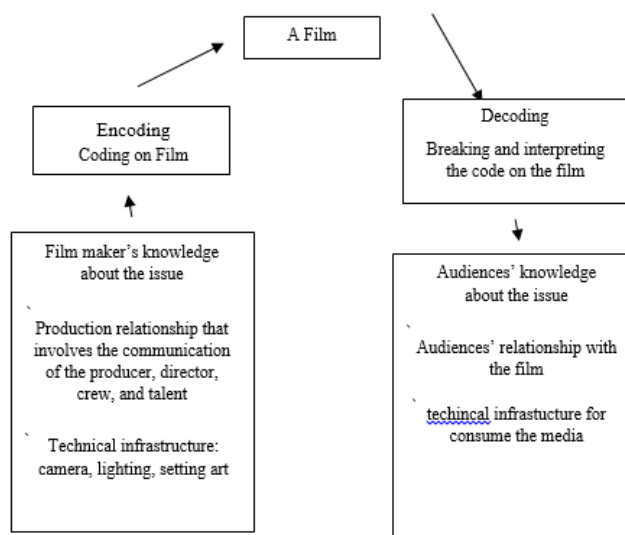 A Film
Encoding
Coding on Film
Decoding
Breaking and interpreting
the code on the film
Film maker’s knowledge
about the issue
` Production relationship that
involves the communication
of the producer, director,
crew, and talent
` Technical infrastructure:
camera, lighting, setting art
Audiences’ knowledge
about the issue
` Audiences’ relationship with
the film
` techincal infrastucture for
consume the media